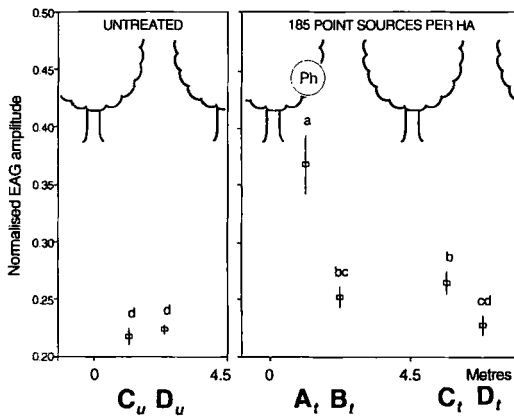 UNTREATED
185 POINT SOURCES PER HA
Normalised EAG amplitude
0.50
0.45
0.40
0.35
0.30
0.25
0.20
Ph
a
bc
b
cd
d d
0 4.5
0 4.5 Metres
Cu Du
At Bt Ct Dt